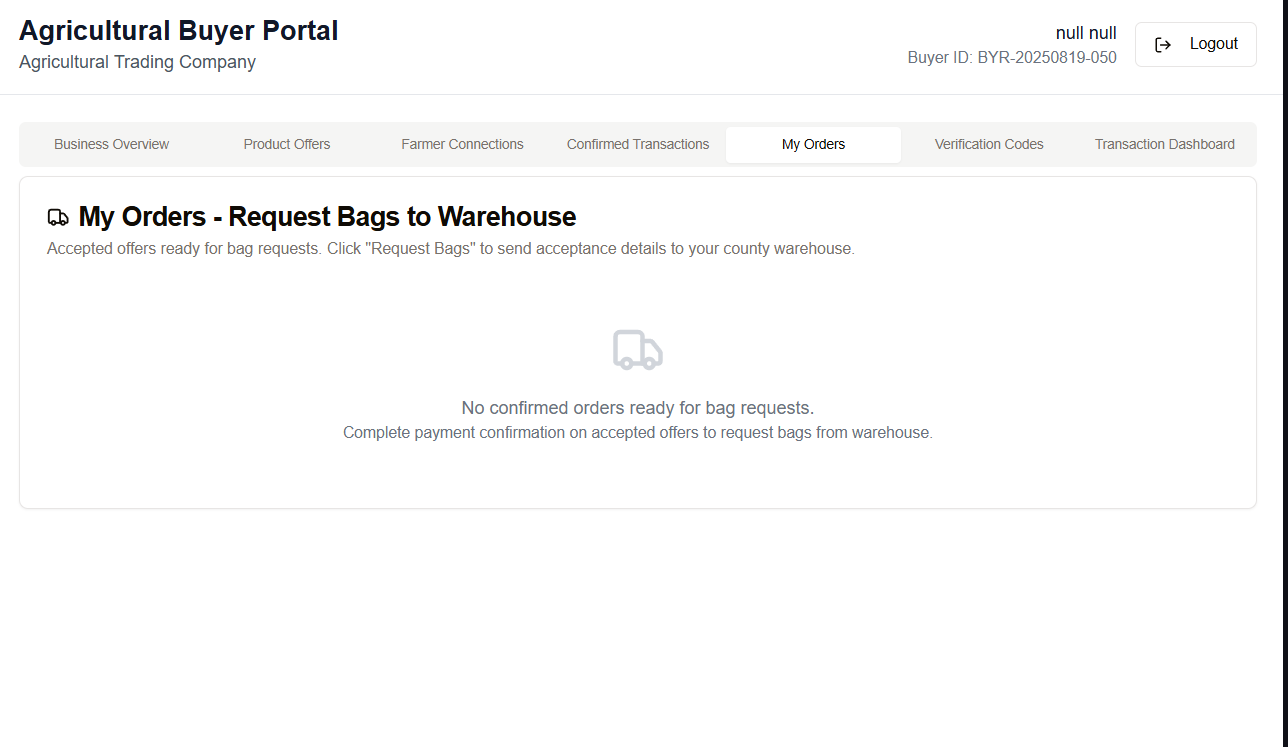 Agricultural Buyer Portal
Agricultural Trading Company
null null
Buyer ID: BYR-20250819-050
Logout
Business Overview
Product Offers
Farmer Connections
Confirmed Transactions
My Orders
Verification Codes
Transaction Dashboard
My Orders - Request Bags to Warehouse
Accepted offers ready for bag requests. Click "Request Bags" to send acceptance details to your county warehouse.
No confirmed orders ready for bag requests.
Complete payment confirmation on accepted offers to request bags from warehouse.